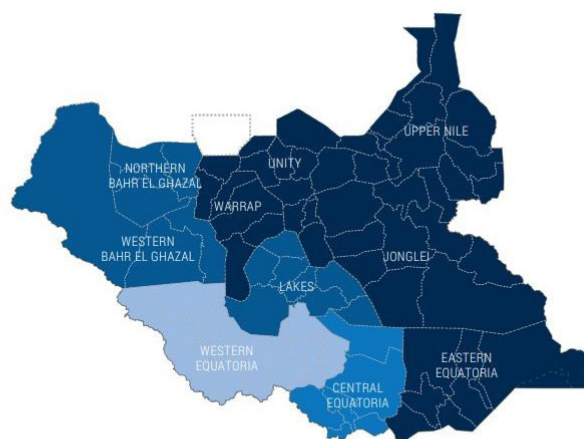 UPPER NILE
NORTHERN
BAHR EL GHAZAL
UNITY
WARRAP
WESTERN
BAHR EL GHAZAL
JONGLEI
LAKES
WESTERN
EQUATORIA
EASTERN
EQUATORIA
CENTRAL
EQUATORIA